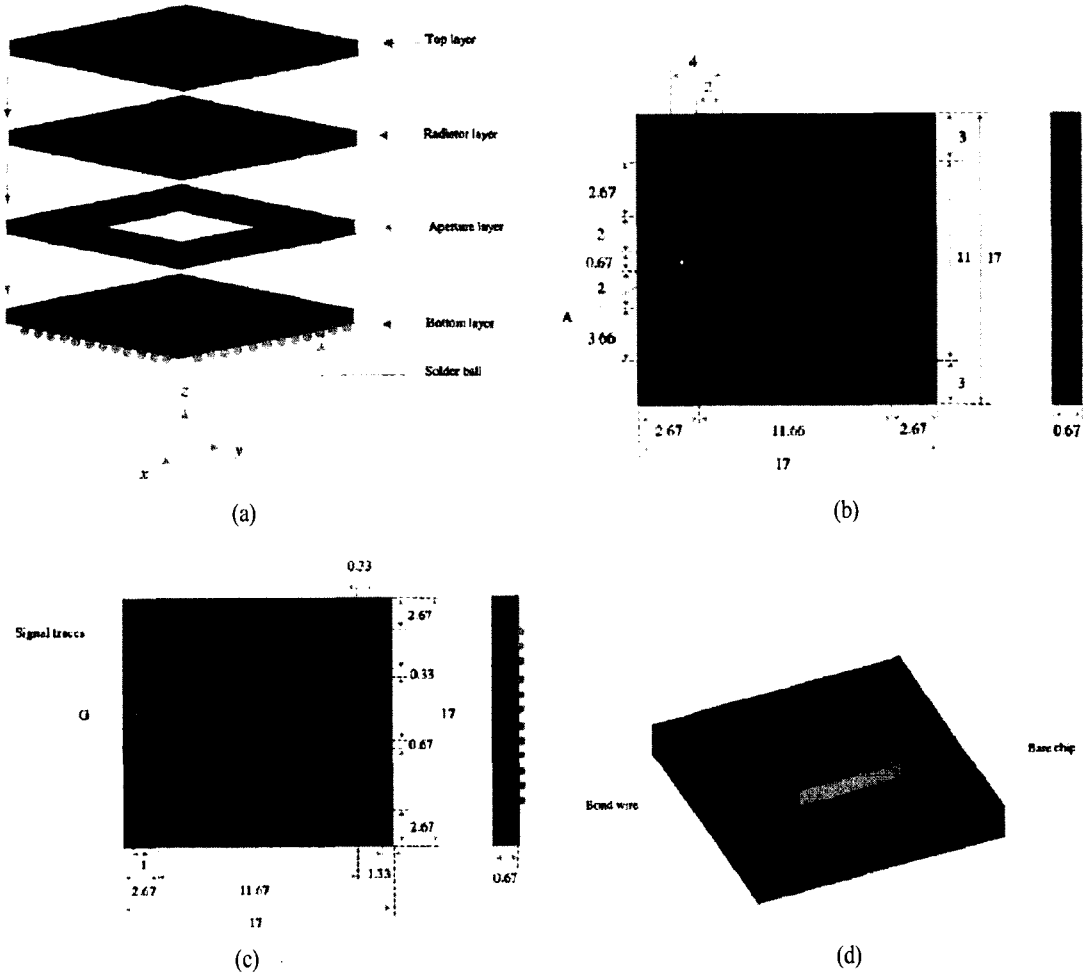 Top layer
Radiator layer
Aperture layer
Bottom layer
Solder ball
z
y
x
(a)
4
2
3
2.67
2
0.67
11
17
2
A
3.66
3
2.67
11.66
2.67
0.67
17
(b)
0.23
2.67
Signal traces
0.33
G
17
0.67
2.67
1
1.33
0.67
2.67
11.67
17
(c)
Bare chip
Bond wire
(d)